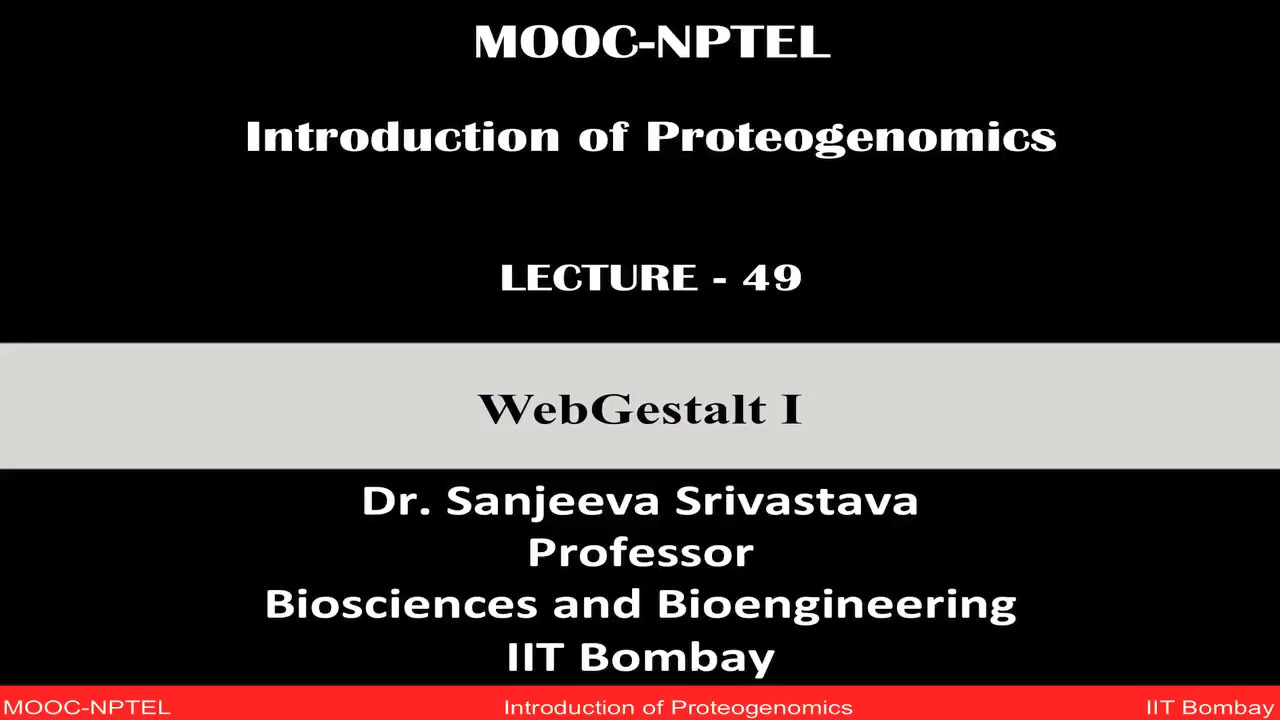 MOOC-NPTEL
Introduction of Proteogenomics
LECTURE - 49
WebGestalt I
Dr. Sanjeeva Srivastava
Professor
Biosciences and Bioengineering
IIT Bombay
MOOC-NPTEL Introduction of Proteogenomics IIT Bombay